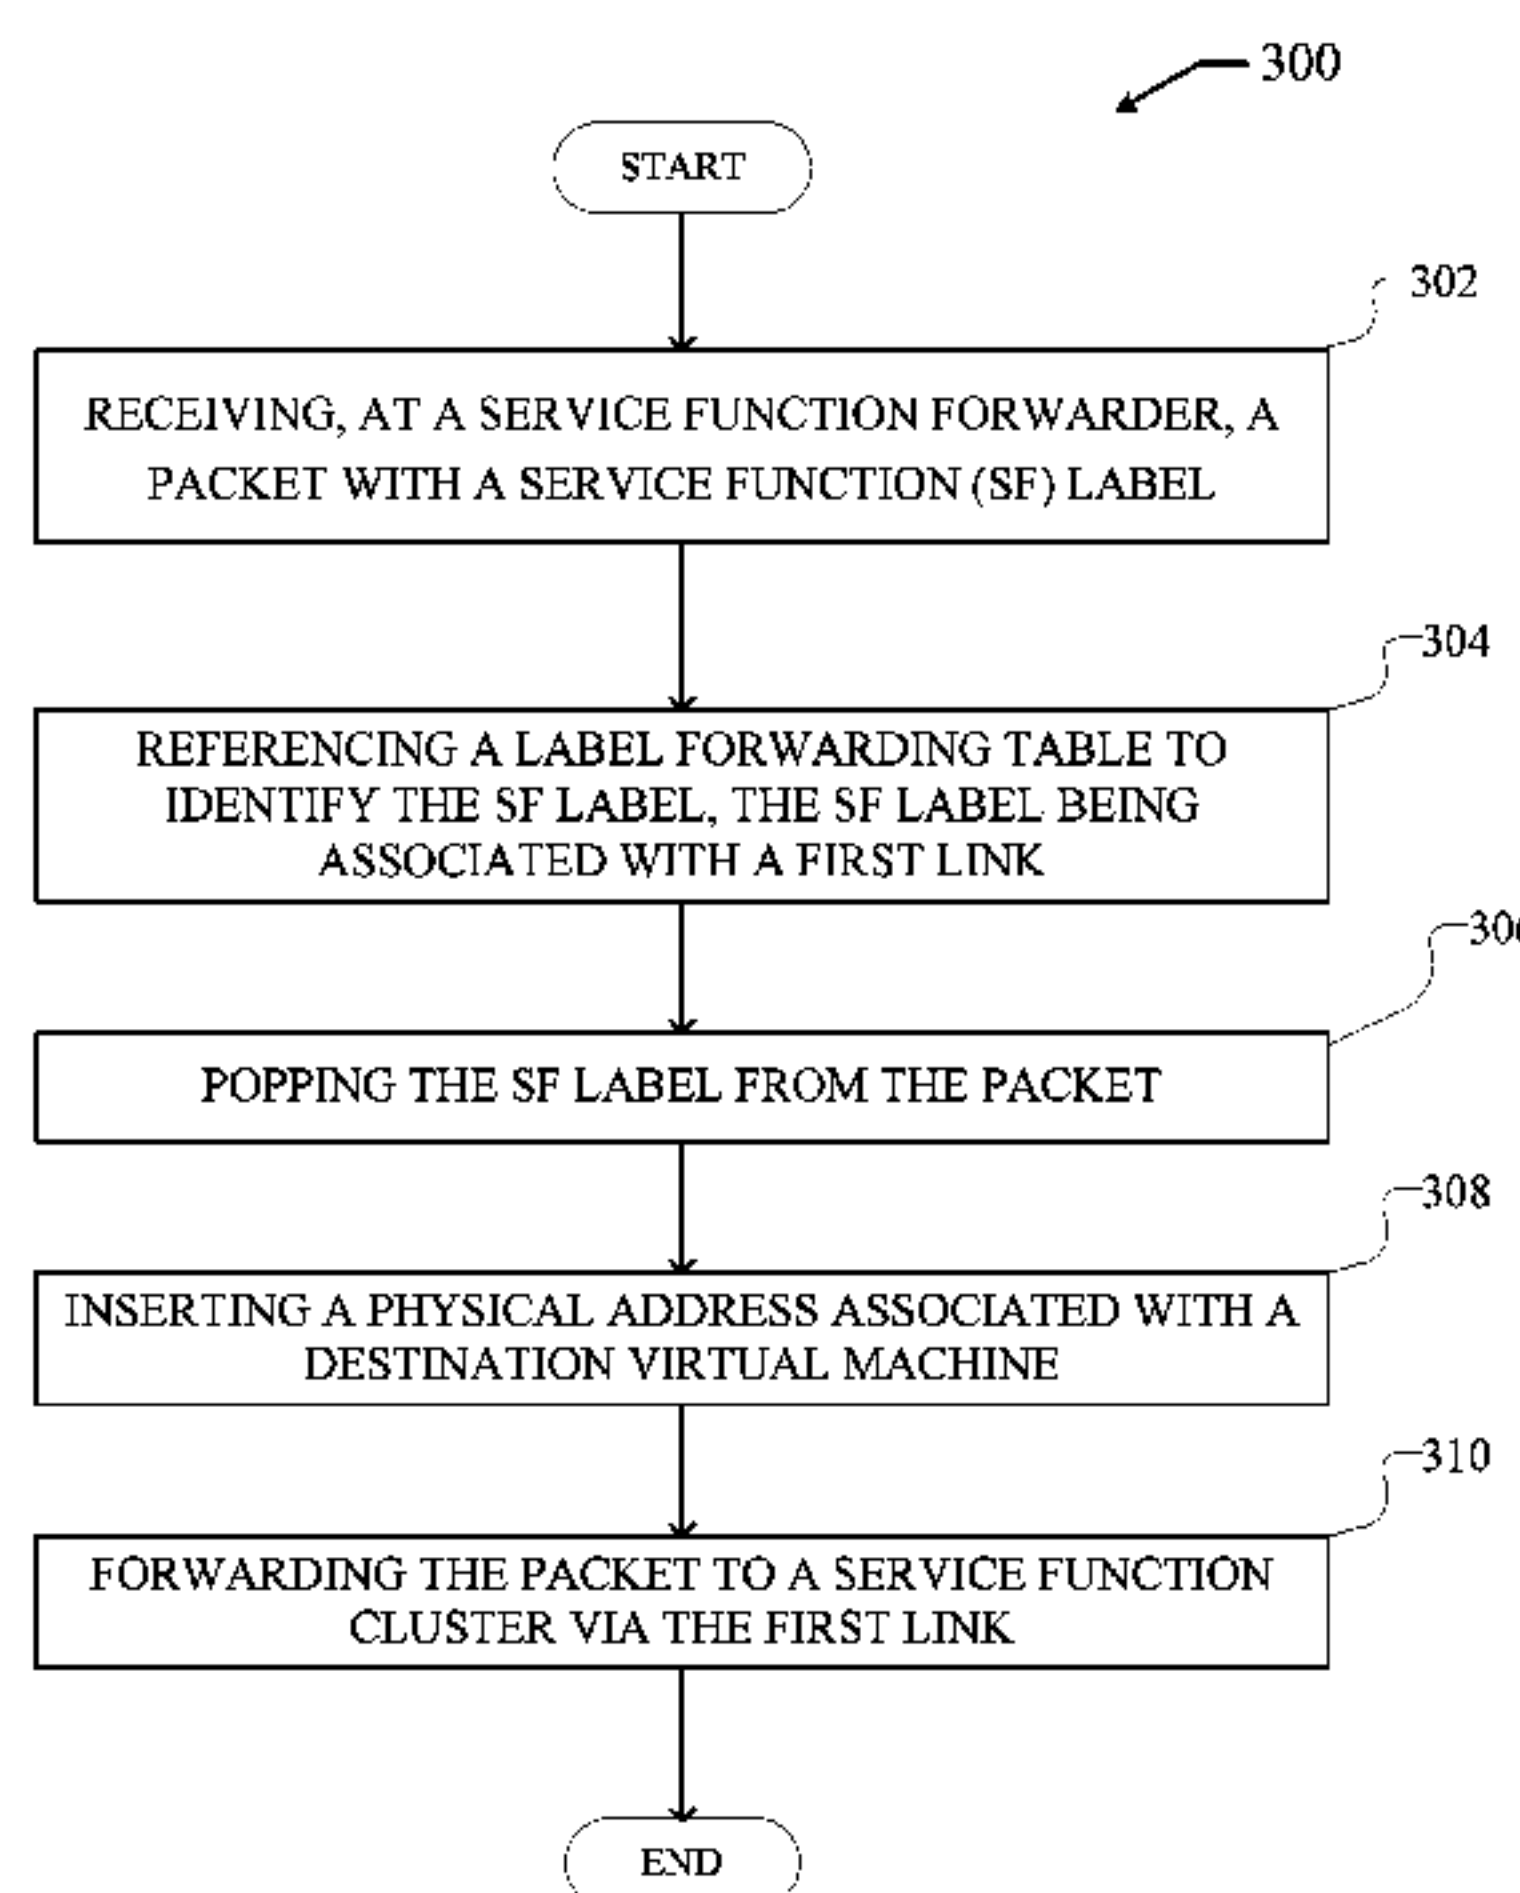 300
START
302
RECEIVING, AT A SERVICE FUNCTION FORWARDER, A
PACKET WITH A SERVICE FUNCTION (SF) LABEL
304
REFERENCING A LABEL FORWARDING TABLE TO
IDENTIFY THE SF LABEL, THE SF LABEL BEING
ASSOCIATED WITH A FIRST LINK
POPPING THE SF LABEL FROM THE PACKET
308
INSERTING A PHYSICAL ADDRESS ASSOCIATED WITH A
DESTINATION VIRTUAL MACHINE
310
FORWARDING THE PACKET TO A SERVICE FUNCTION
CLUSTER VIA THE FIRST LINK
END